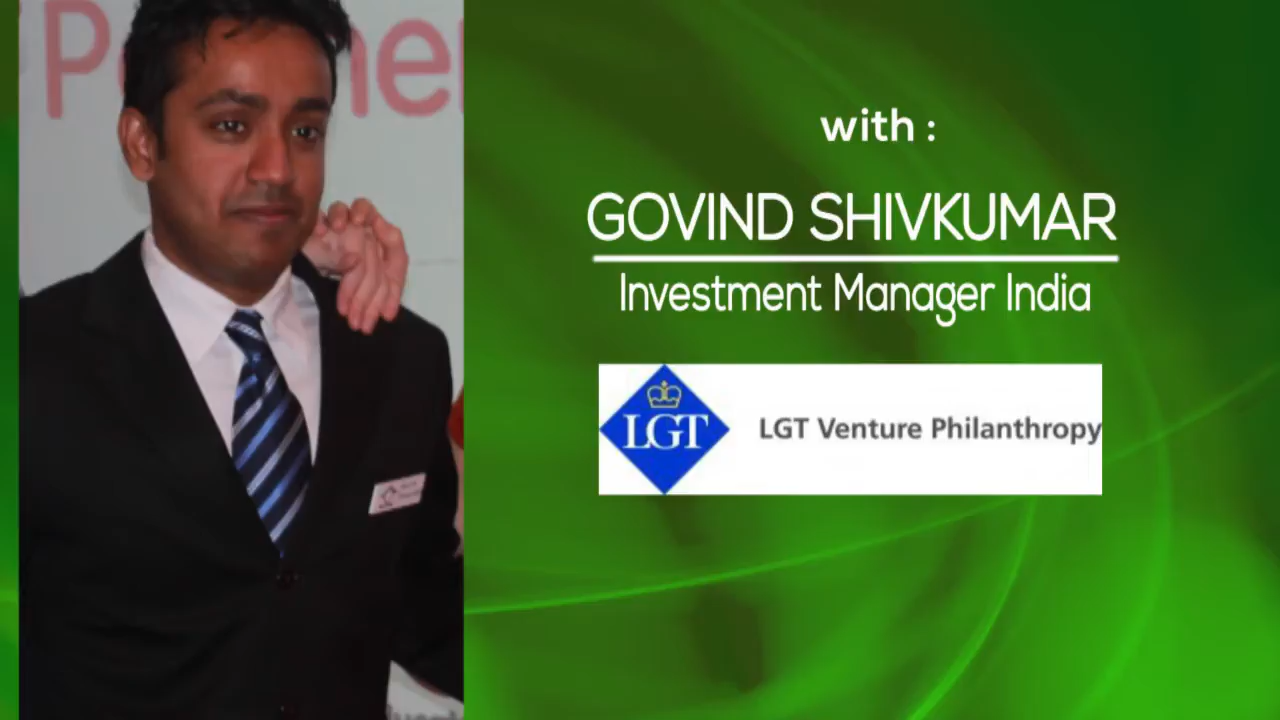 with :
GOVIND SHIVKUMAR
Investment Manager India
LGT
LGT Venture Philanthropy